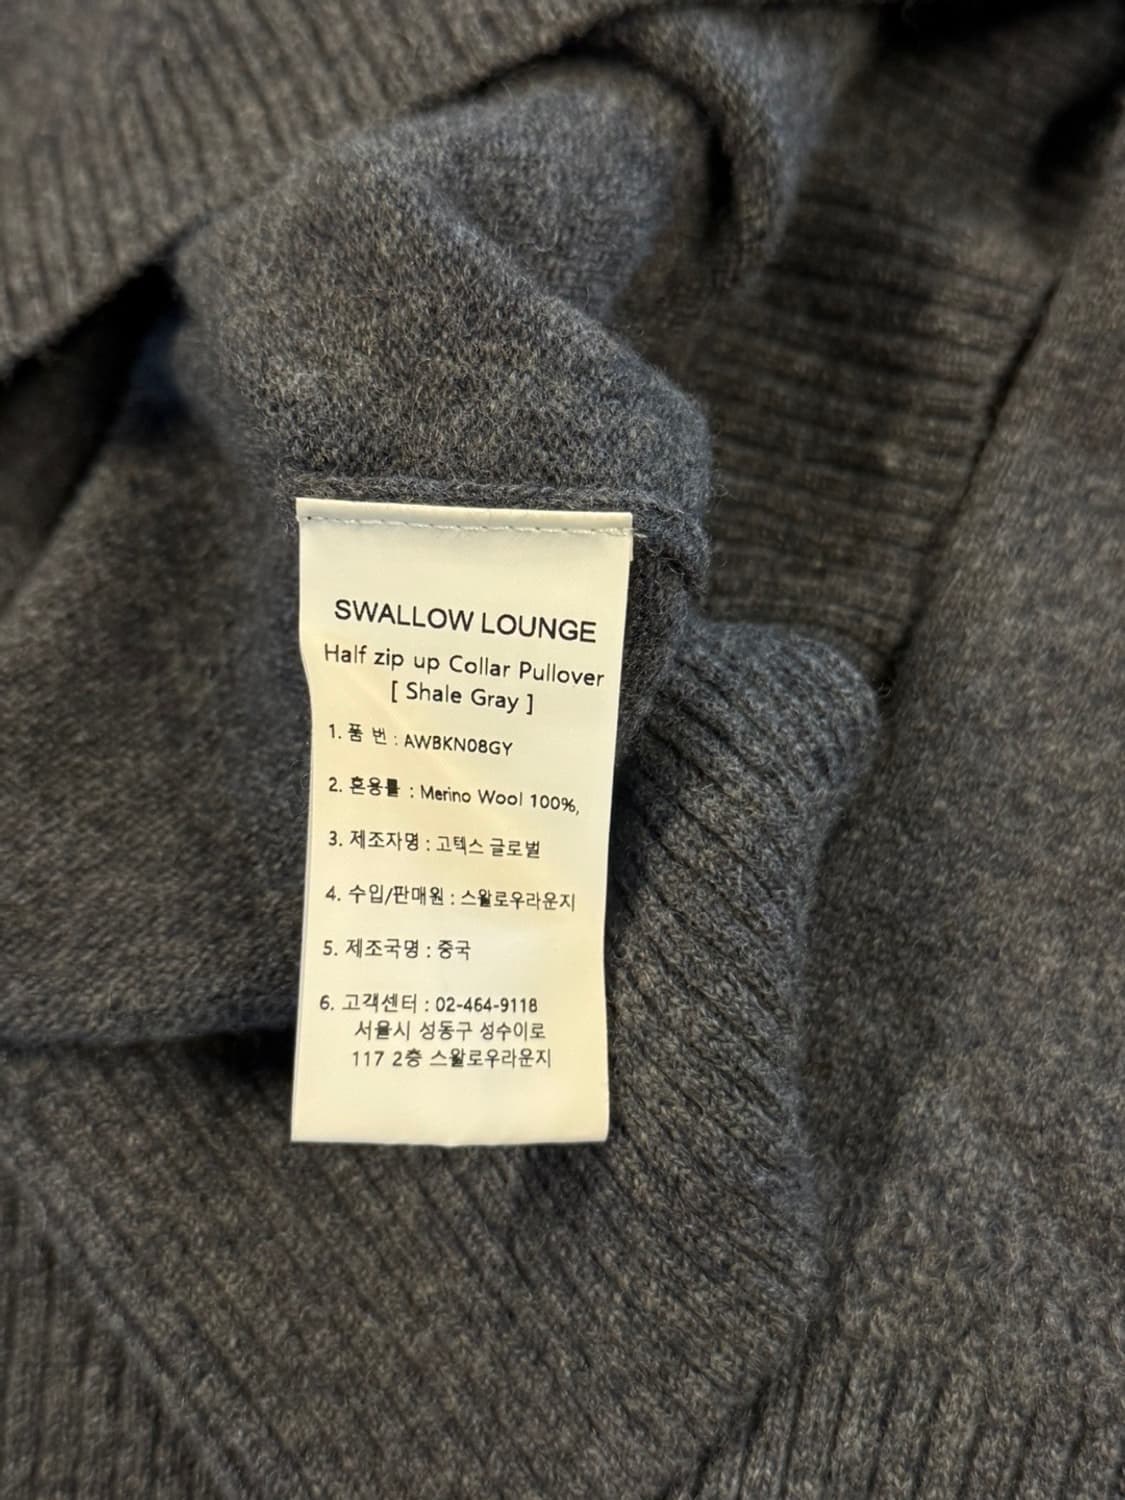 SWALLOW LOUNGE
Half zip up Collar Pullover
[ Shale Gray ]
1. 품 번 : AWBKN08GY
2. 혼용률 : Merino Wool 100%,
3. 제조자명 : 고텍스 글로벌
4. 수입/판매원 : 스왈로우라운지
5. 제조국명 : 중국
6. 고객센터 : 02-464-9118
서울시 성동구 성수이로
117 2층 스왈로우라운지